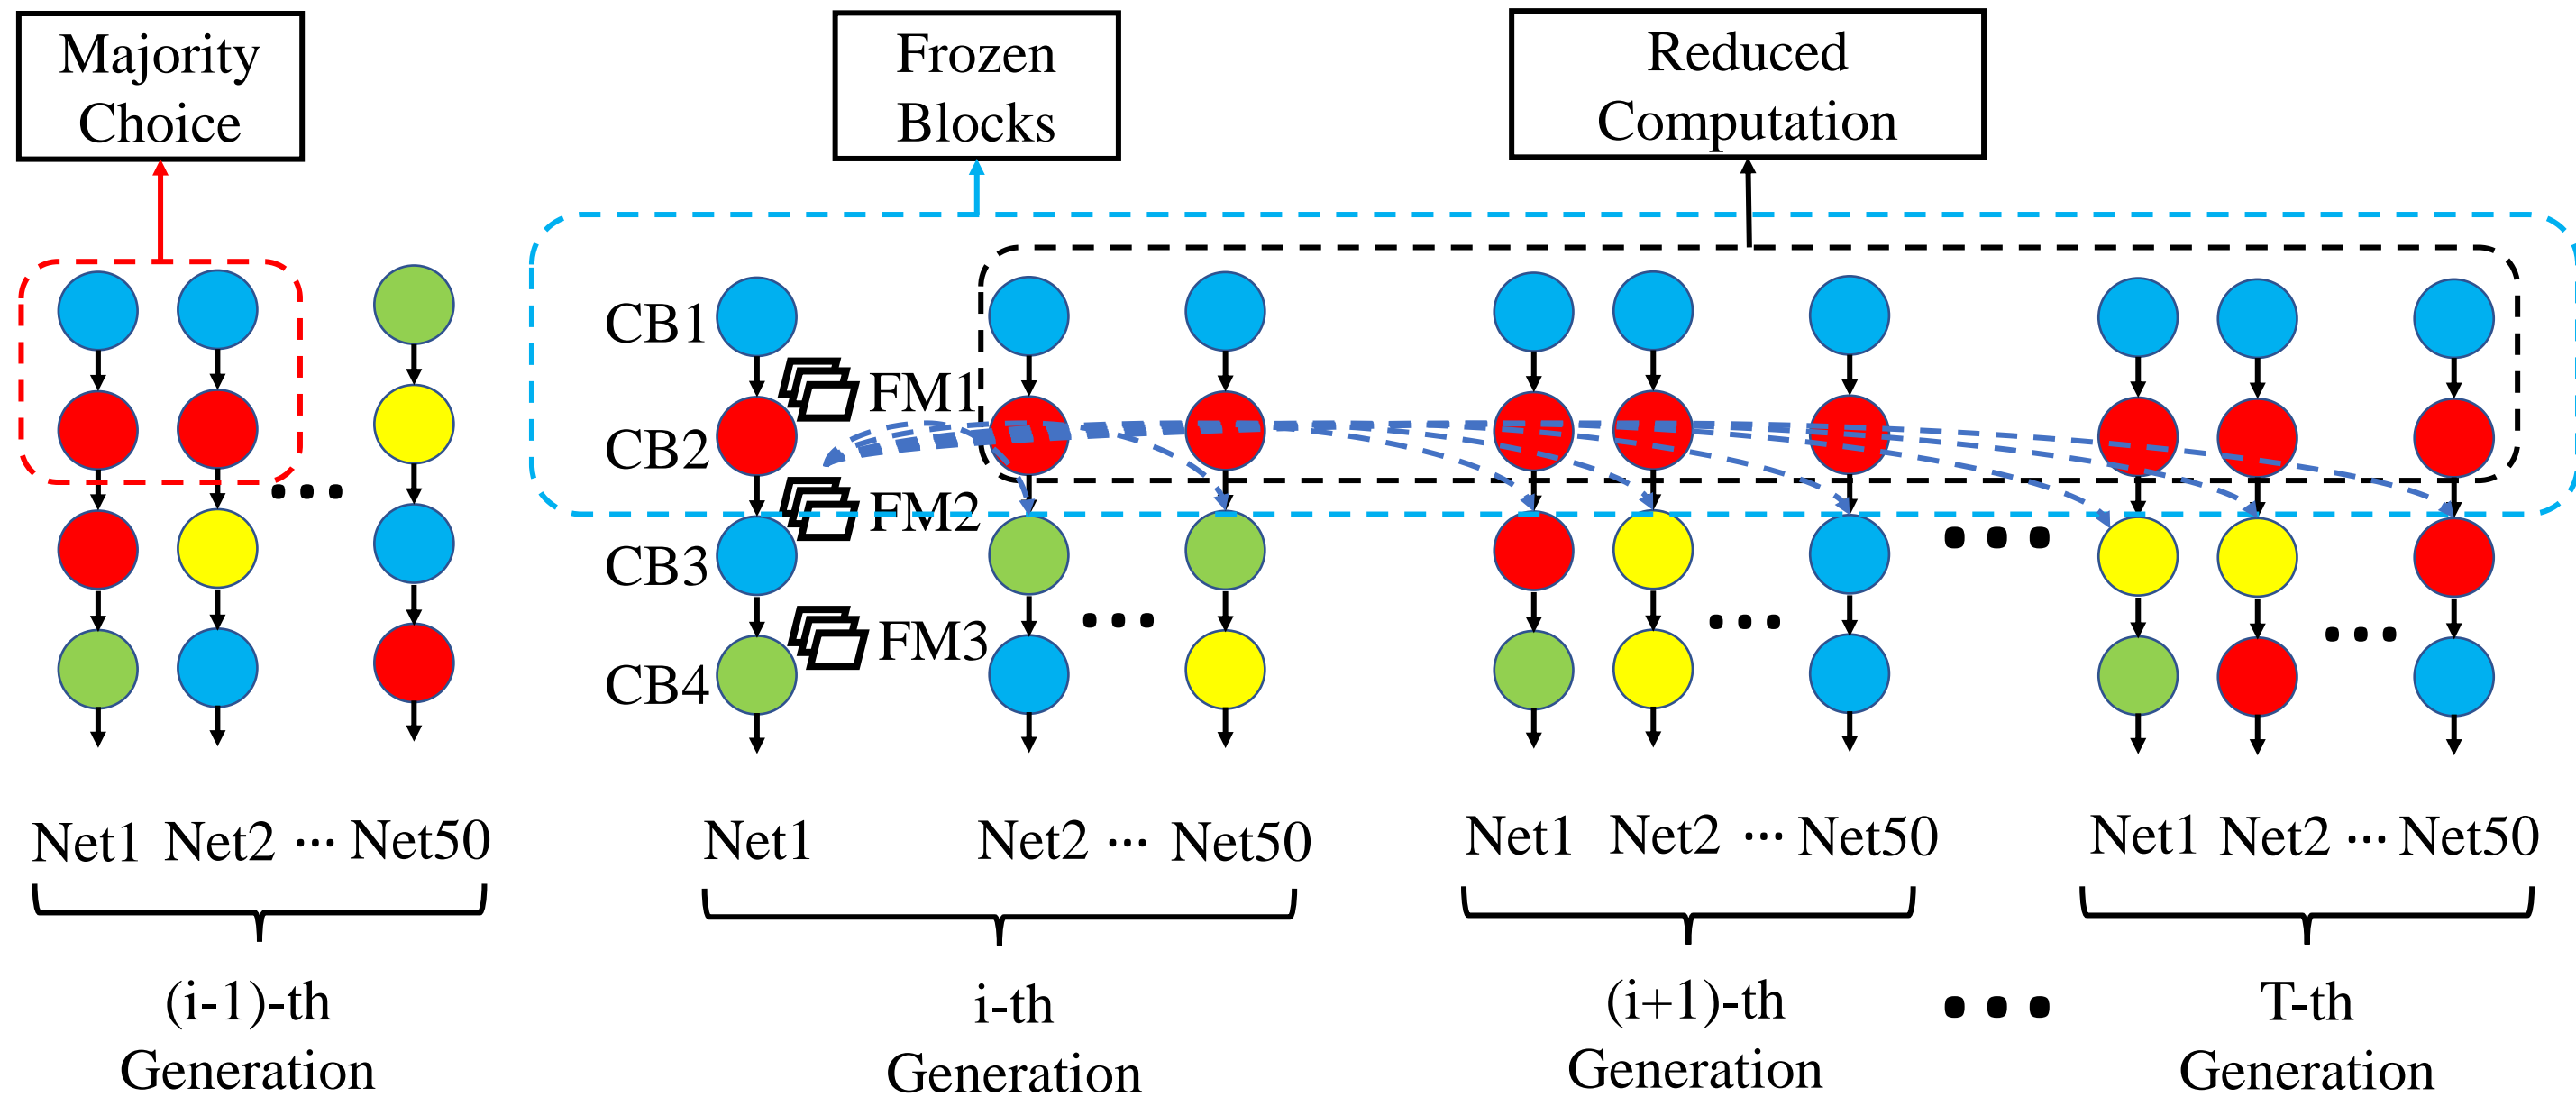 Majority
Choice
Frozen
Blocks
Reduced
Computation
CB1
FM1
CB2
FM2
CB3
FM3
CB4
Net1 Net2 ··· Net50
Net1 Net2 ··· Net50
Net1 Net2 ··· Net50
Net1 Net2 ··· Net50
(i-1)-th
Generation
i-th
Generation
(i+1)-th
Generation
T-th
Generation